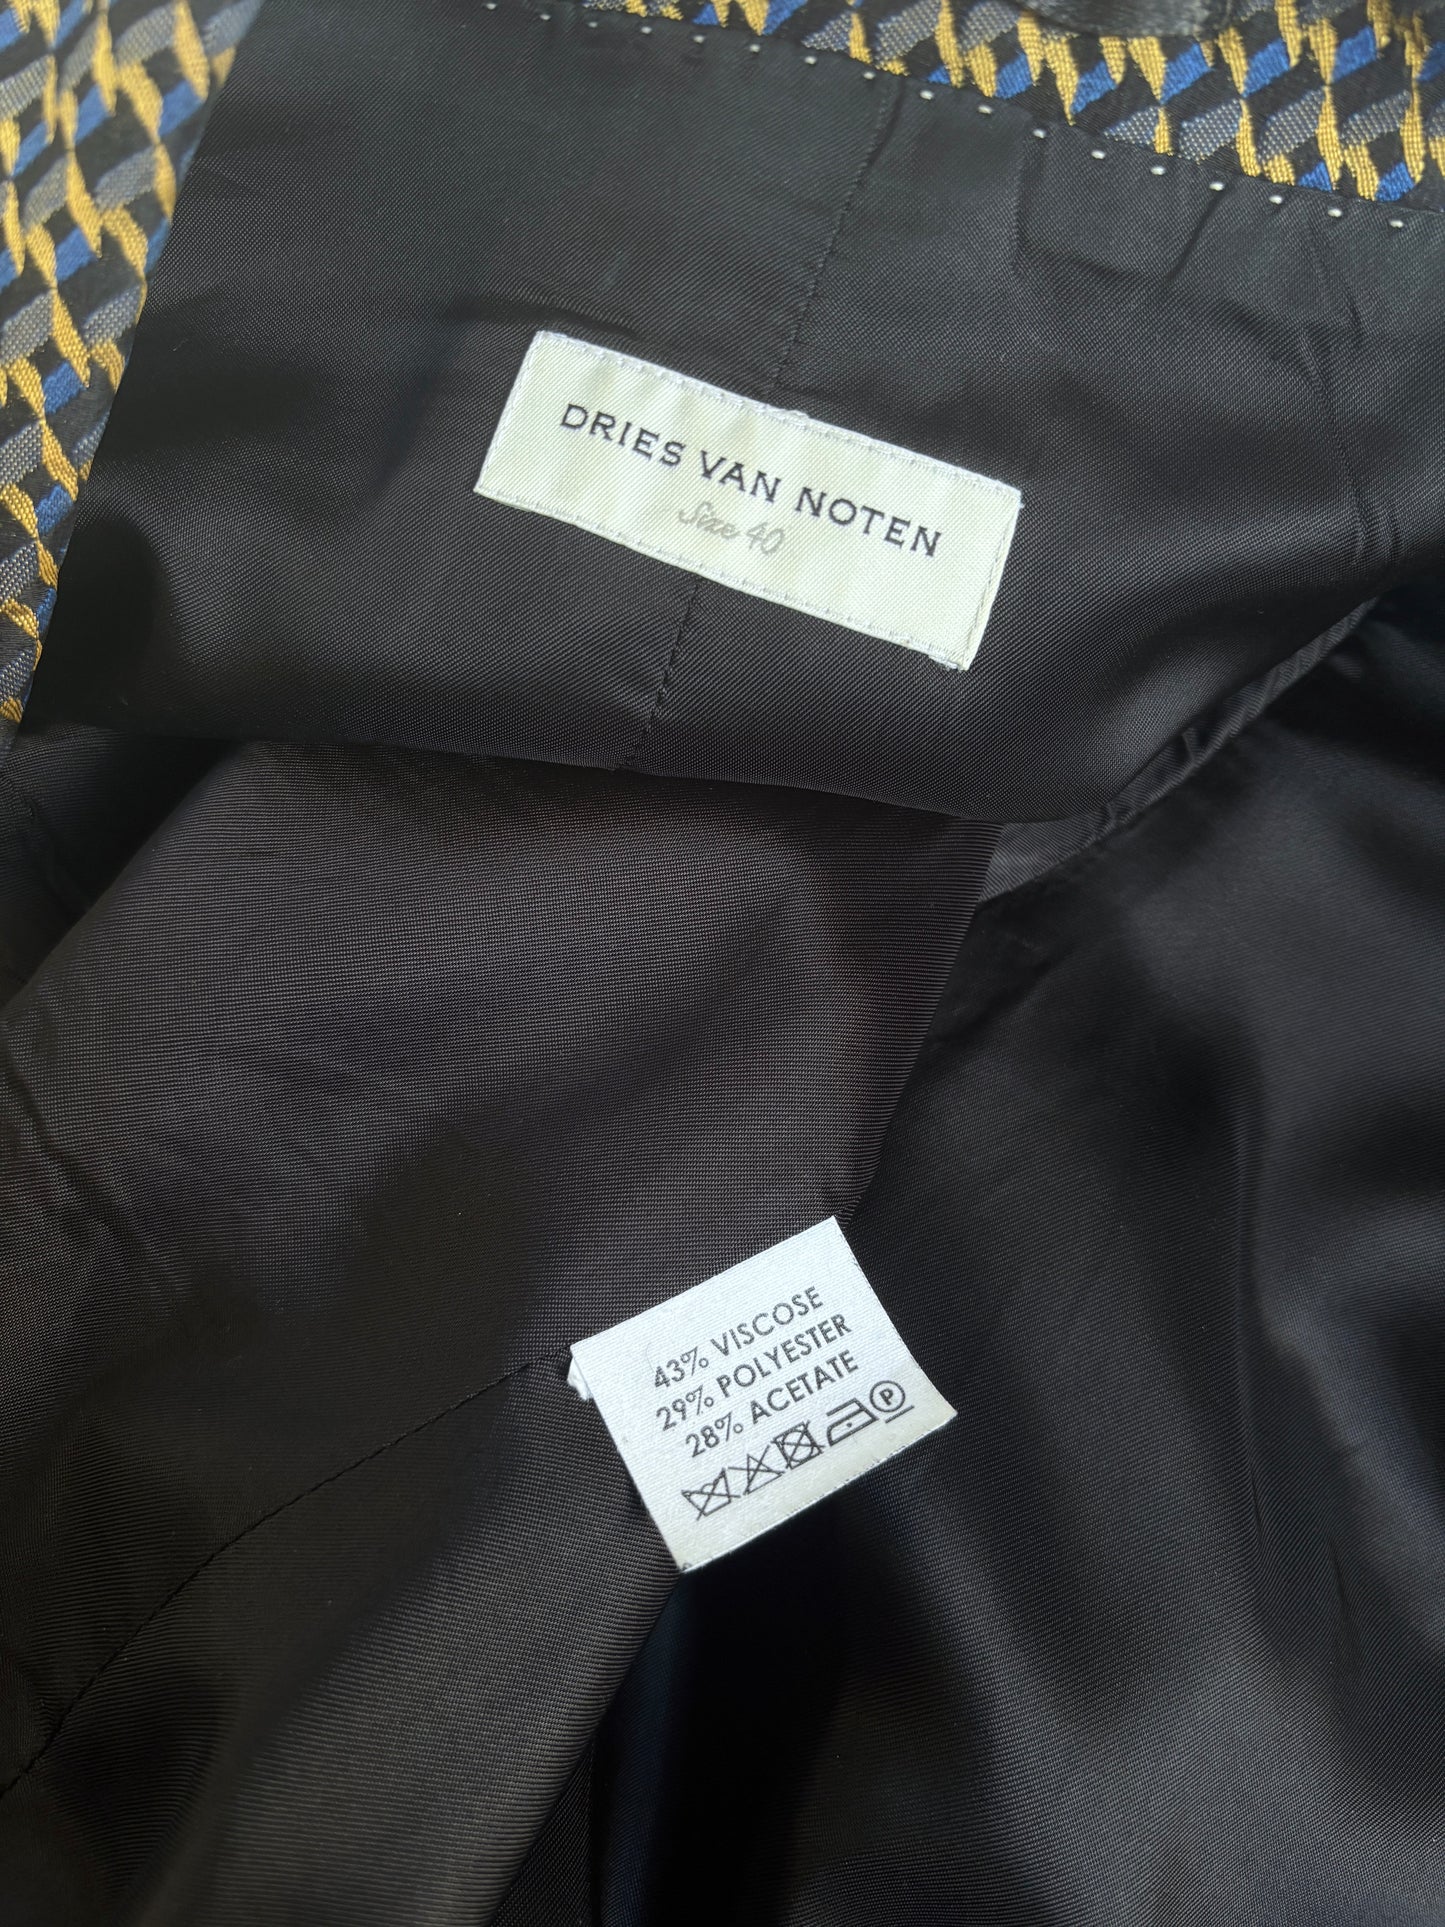 DRIES VAN NOTEN
Size 40
43% VISCOSE
29% POLYESTER
28% ACETATE
P